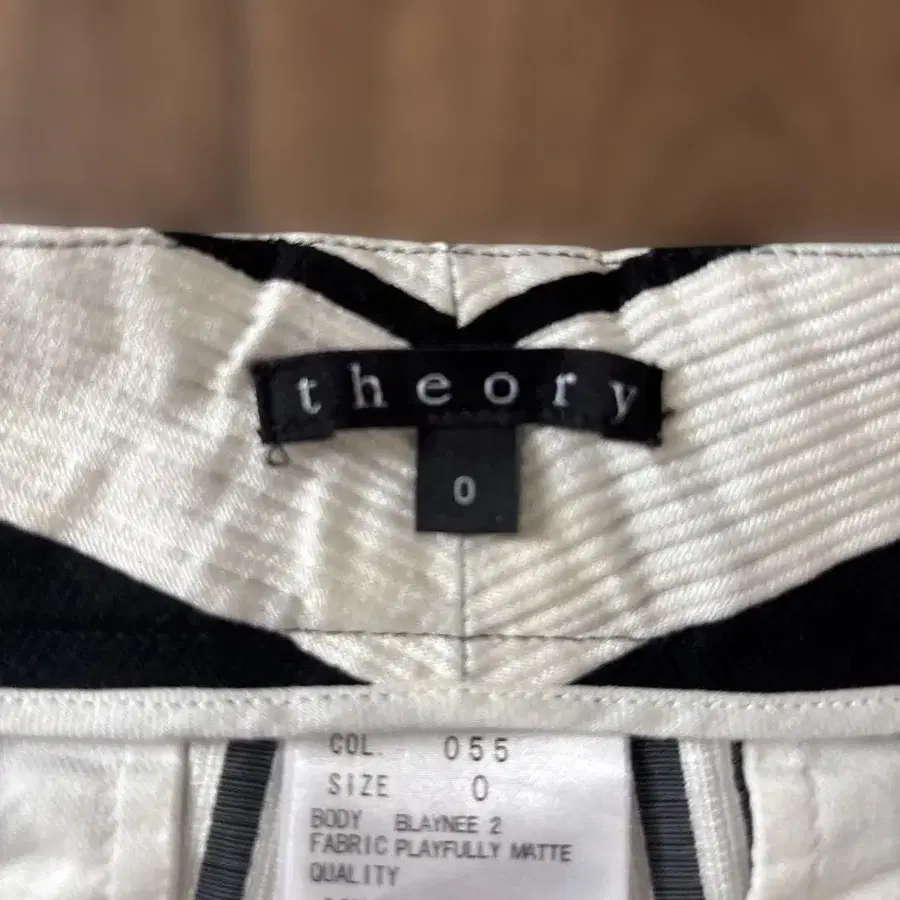 theory
0
COL. 055
SIZE 0
BODY BLAYNEE 2
FABRIC PLAYFULLY MATTE
QUALITY